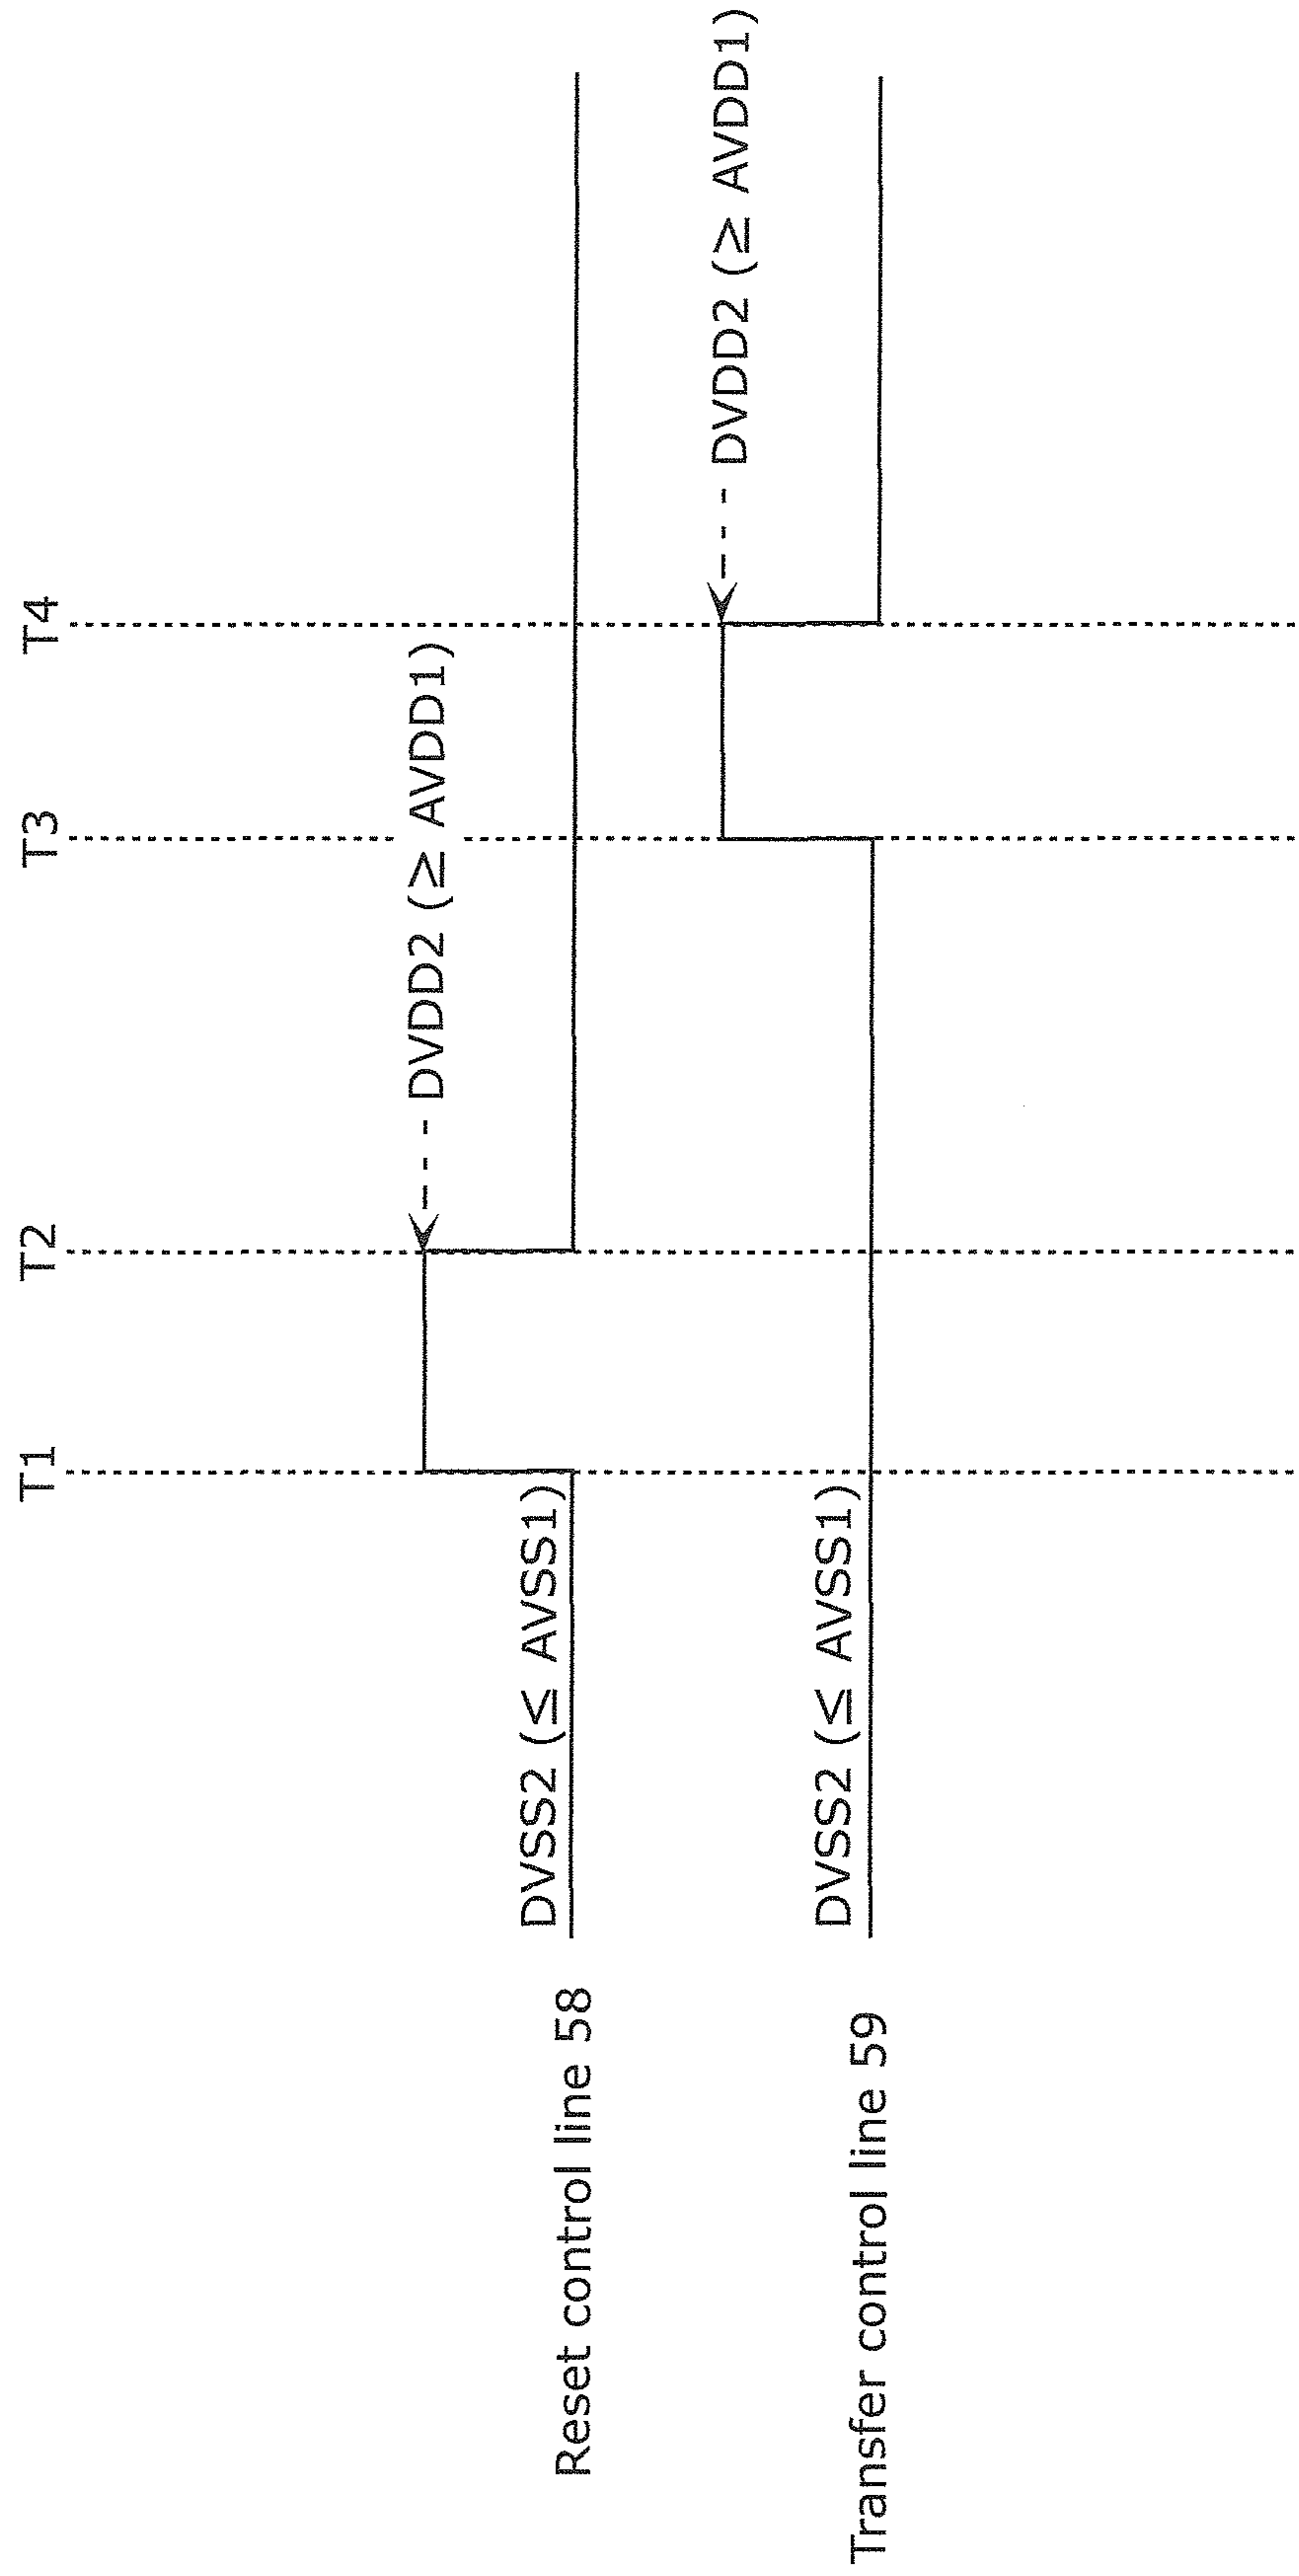 T1
T2
T3
T4
DVDD2 (≥ AVDD1)
DVSS2 (≤ AVSS1)
Reset control line 58
DVDD2 (≥ AVDD1)
DVSS2 (≤ AVSS1)
Transfer control line 59